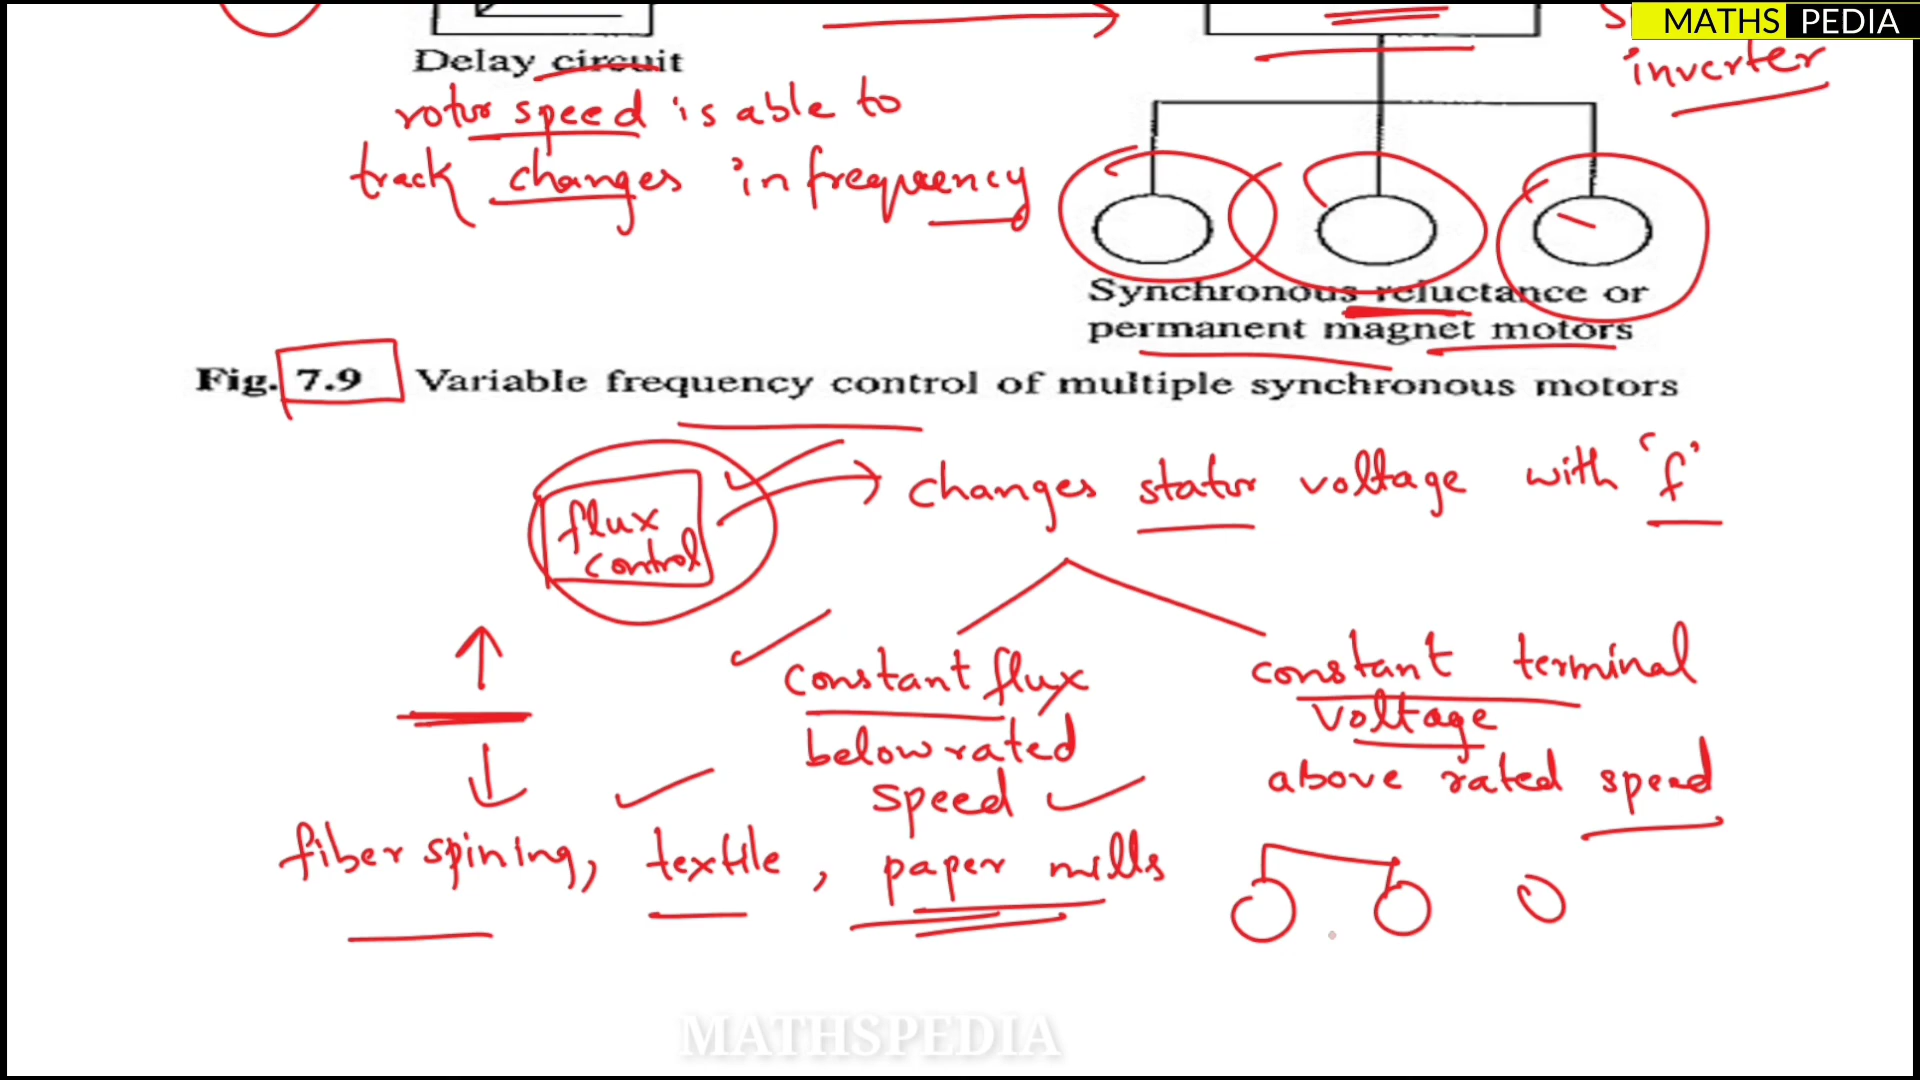 MATHS PEDIA
inverter
Delay circuit
rotor speed is able to
track changes in frequency
Synchronous reluctance or
permanent magnet motors
Fig. 7.9 Variable frequency control of multiple synchronous motors
flux
control
changes stator voltage with 'f'
constant flux
below rated
speed
constant terminal
voltage
above rated speed
fiber spining, textile, paper mills
MATHSPEDIA